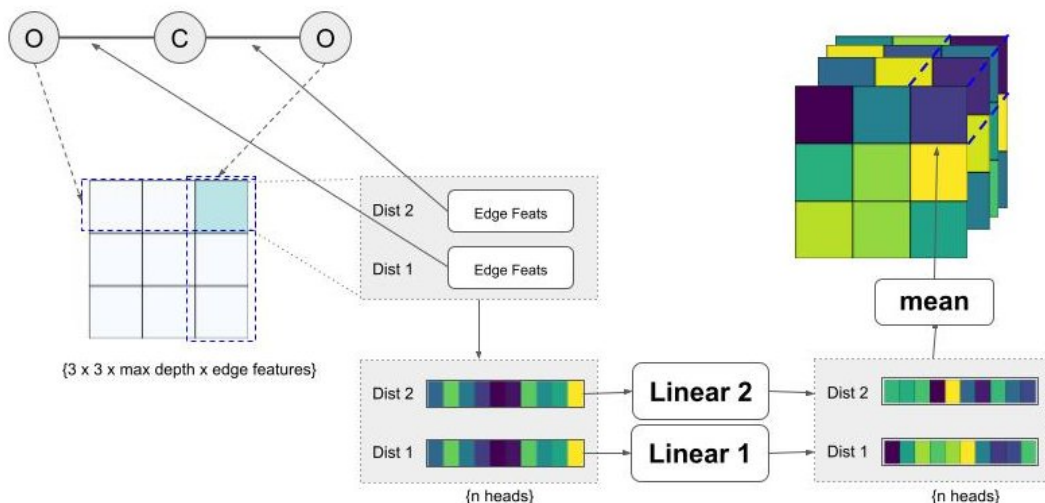 O C O
Dist 2 Edge Feats
Dist 1 Edge Feats
{3 x 3 x max depth x edge features}
mean
Dist 2 Linear 2 Dist 2
Dist 1 Linear 1 Dist 1
{n heads} {n heads}